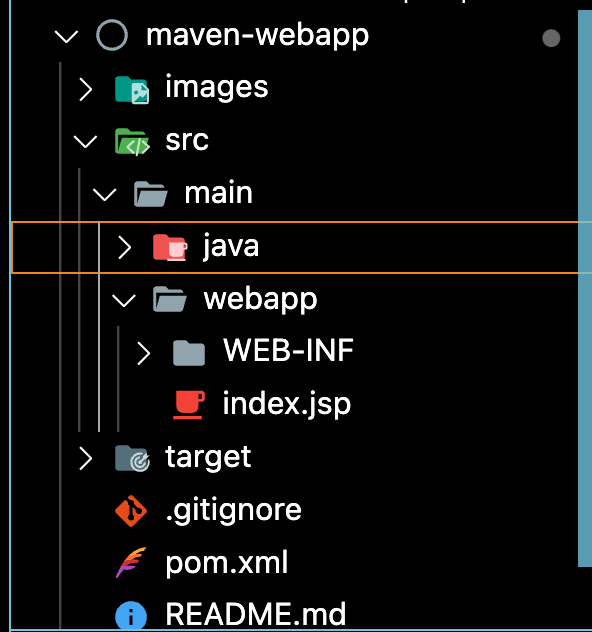 maven-webapp
images
src
main
java
webapp
WEB-INF
index.jsp
target
.gitignore
pom.xml
README.md